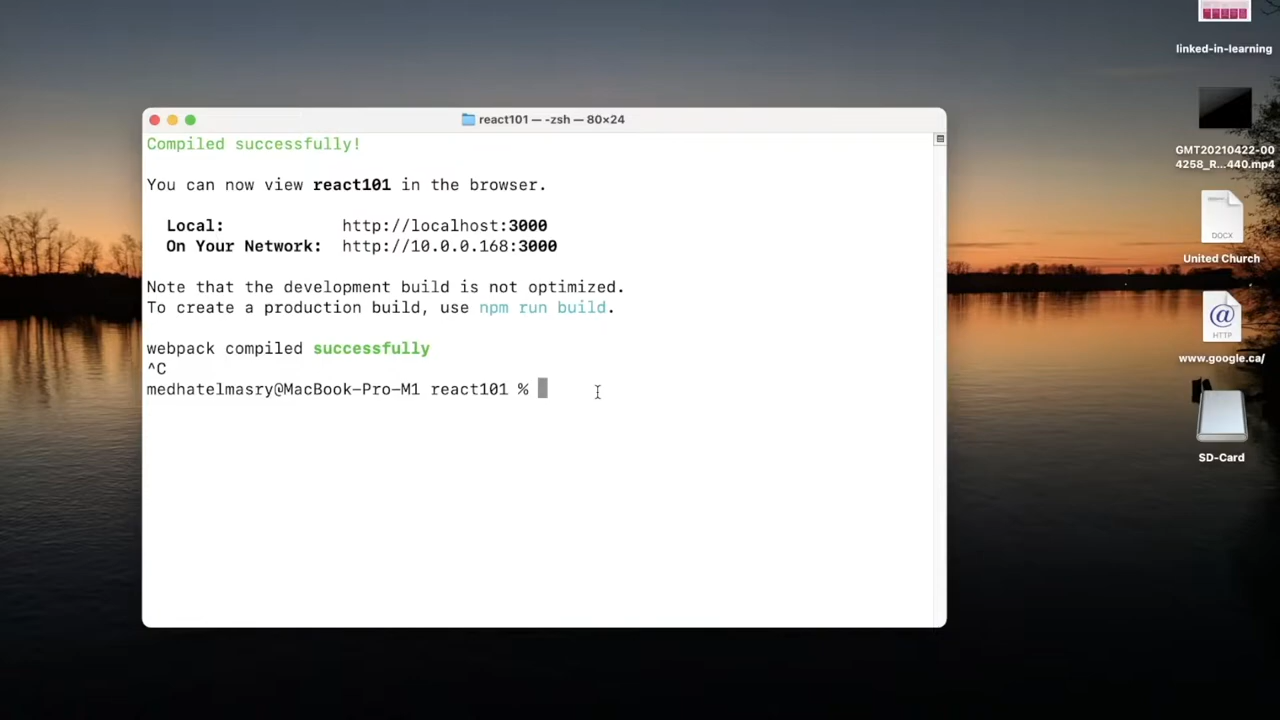 react101 — -zsh — 80×24
Compiled successfully!
You can now view react101 in the browser.
Local: http://localhost:3000
On Your Network: http://10.0.0.168:3000
Note that the development build is not optimized.
To create a production build, use npm run build.
webpack compiled successfully
^C
medhatelmasry@MacBook-Pro-M1 react101 %
linked-in-learning
GMT20210422-00
4258_R...440.mp4
DOCX
United Church
@
HTTP
www.google.ca/
SD-Card